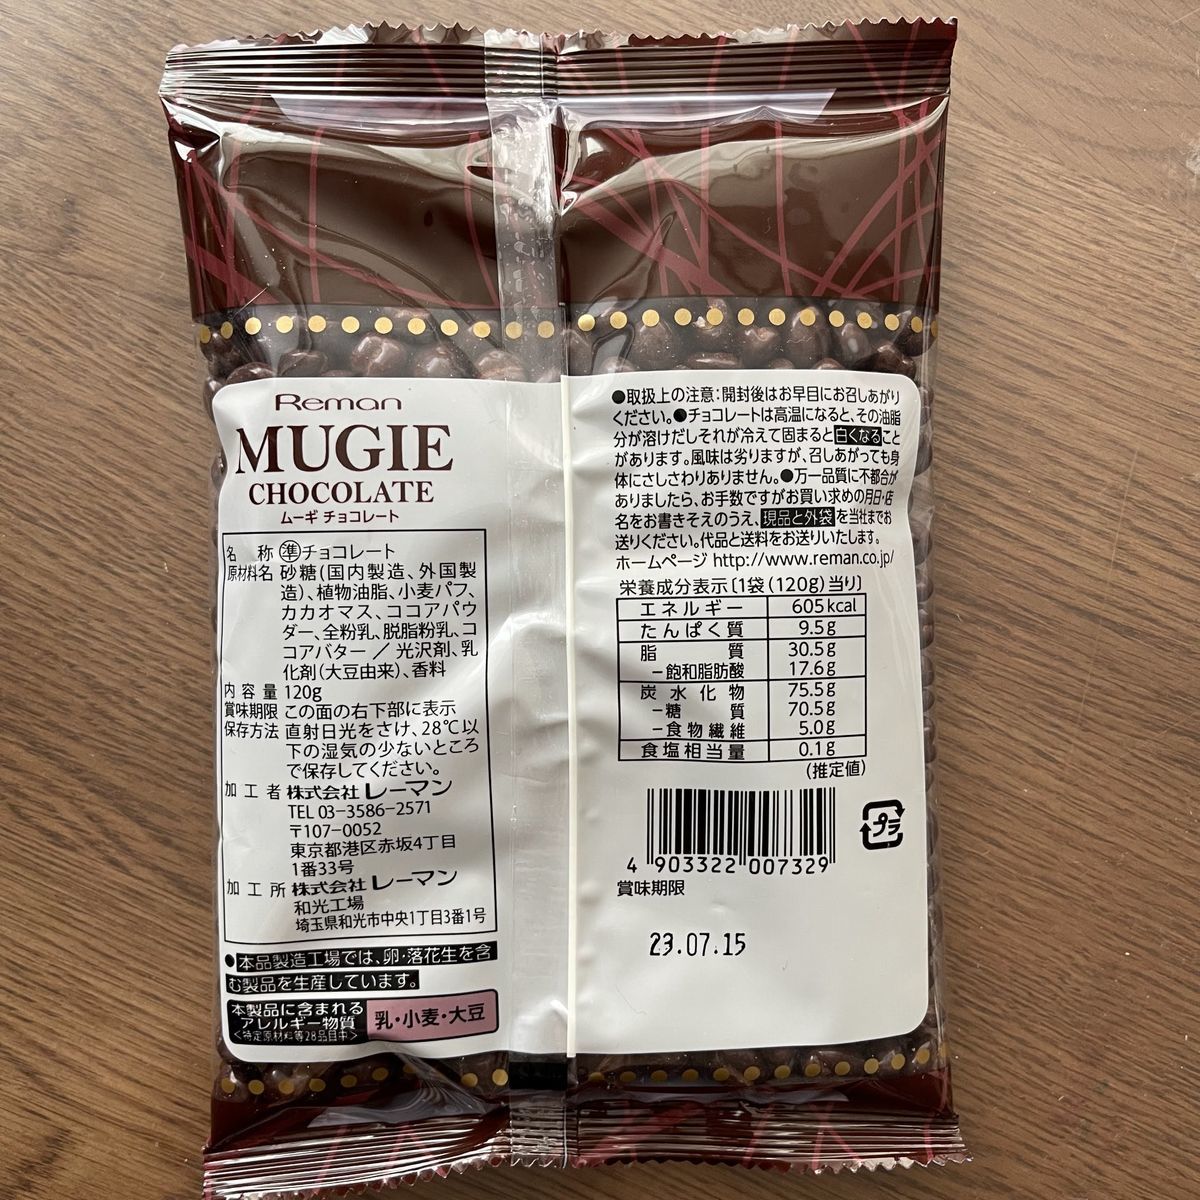 Reman
MUGIE
CHOCOLATE
ムーギ チョコレート
名 称 ㊜チョコレート
原材料名 砂糖(国内製造、外国製
造)、植物油脂、小麦パフ、
カカオマス、ココアパウ
ダー、全粉乳、脱脂粉乳、コ
コアバター / 光沢剤、乳
化剤(大豆由来)、香料
内 容 量 120g
賞味期限 この面の右下部に表示
保存方法 直射日光をさけ、28℃以
下の湿気の少ないところ
で保存してください。
加 工 者 株式会社 レーマン
TEL 03-3586-2571
〒107-0052
東京都港区赤坂4丁目
1番33号
加 工 所 株式会社 レーマン
和光工場
埼玉県和光市中央1丁目3番1号
●本品製造工場では、卵・落花生を含
む製品を生産しています。
本製品に含まれる
アレルギー物質
<特定原材料等28品目中>
乳・小麦・大豆
●取扱上の注意:開封後はお早目にお召しあがり
ください。●チョコレートは高温になると、その油脂
分が溶けだしそれが冷えて固まると白くなること
があります。風味は劣りますが、召しあがっても身
体にさしさわりありません。●万一品質に不都合が
ありましたら、お手数ですがお買い求めの月日・店
名をお書きそえのうえ、現品と外袋を当社までお
送りください。代品と送料をお送りいたします。
ホームページ http://www.reman.co.jp/
栄養成分表示〔1袋(120g)当り〕
エネルギー 605kcal
たんぱく質 9.5g
脂 質 30.5g
-飽和脂肪酸 17.6g
炭 水 化 物 75.5g
-糖 質 70.5g
-食物繊維 5.0g
食塩相当量 0.1g
(推定値)
プラ
4 903322 007329
賞味期限
23.07.15